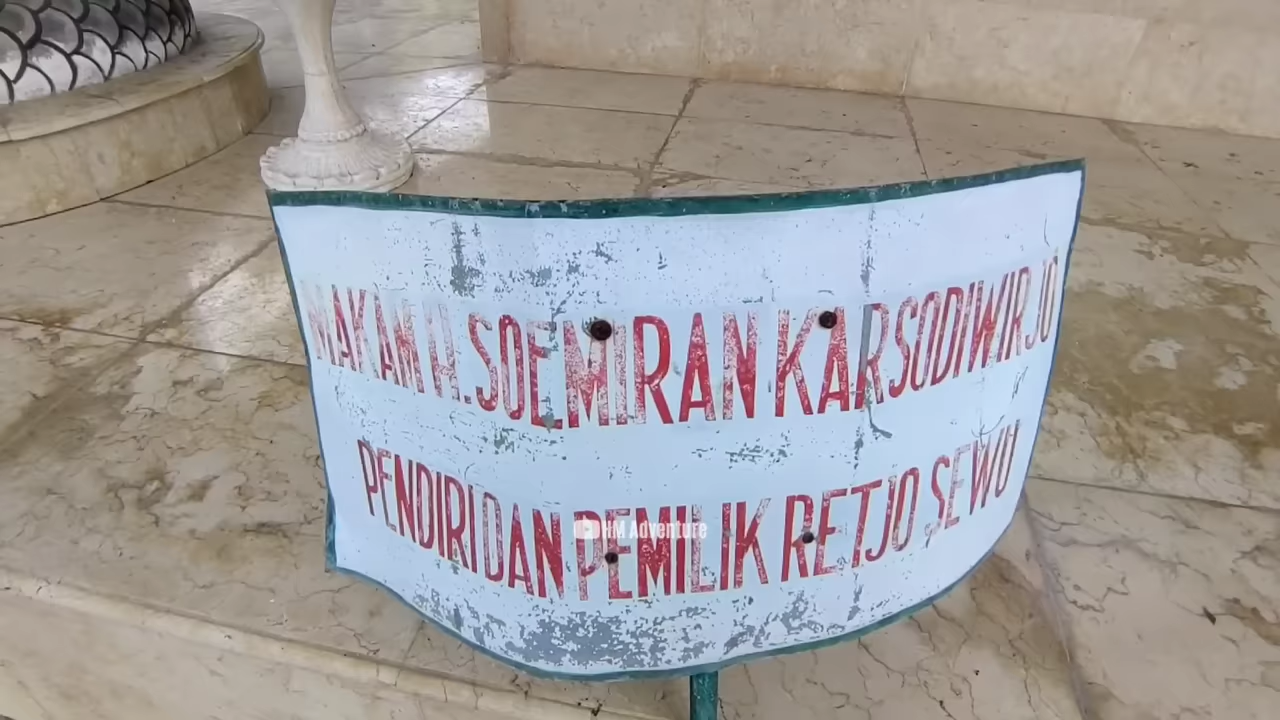 MAKAM H.SOEMIRAN KARSODIWIRJO
PENDIRI DAN PEMILIK RETJO SEWU
HM Adventure